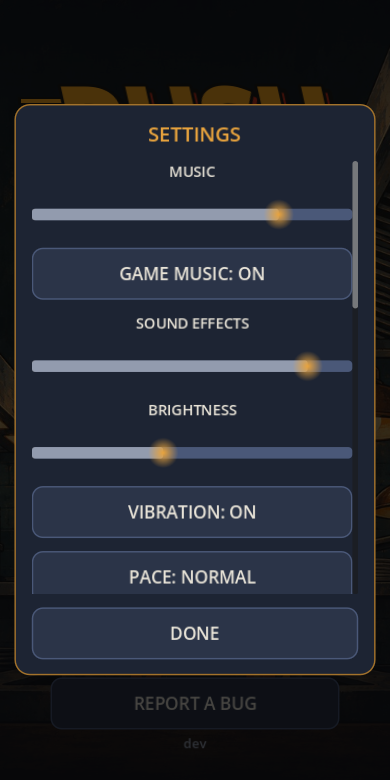 SETTINGS
MUSIC
GAME MUSIC: ON
SOUND EFFECTS
BRIGHTNESS
VIBRATION: ON
PACE: NORMAL
DONE
REPORT A BUG
dev